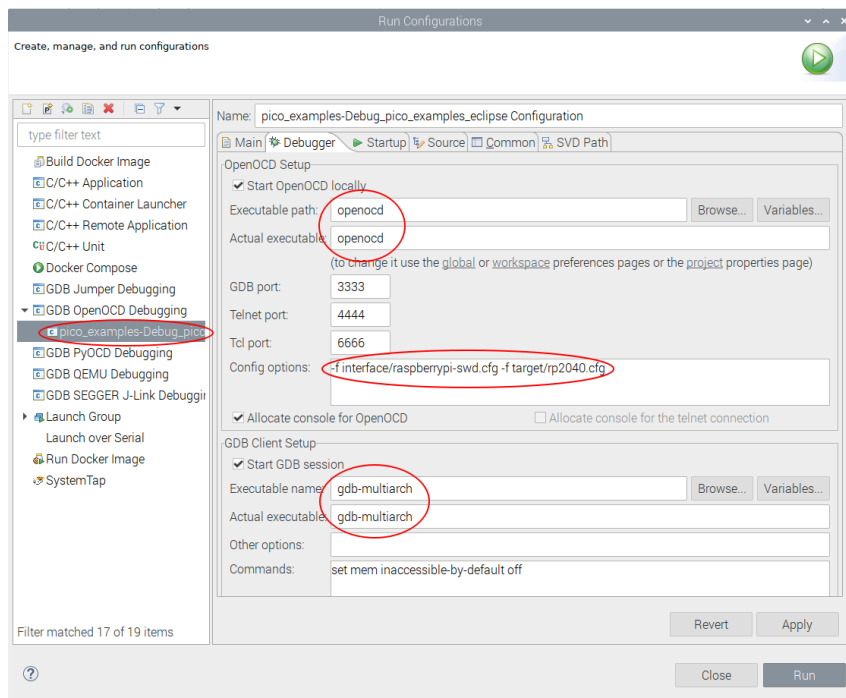 Run Configurations
Create, manage, and run configurations
type filter text
Build Docker Image
C/C++ Application
C/C++ Container Launcher
C/C++ Remote Application
C/C++ Unit
Docker Compose
GDB Jumper Debugging
GDB OpenOCD Debugging
pico_examples-Debug_pico
GDB PyOCD Debugging
GDB QEMU Debugging
GDB SEGGER J-Link Debuggin
Launch Group
Launch over Serial
Run Docker Image
SystemTap
Filter matched 17 of 19 items
Name: pico_examples-Debug_pico_examples_eclipse Configuration
Main Debugger Startup Source Common SVD Path
OpenOCD Setup
Start OpenOCD locally
Executable path: openocd Browse... Variables...
Actual executable: openocd
(to change it use the global or workspace preferences pages or the project properties page)
GDB port: 3333
Telnet port: 4444
Tcl port: 6666
Config options: -f interface/raspberrypi-swd.cfg -f target/rp2040.cfg
Allocate console for OpenOCD Allocate console for the telnet connection
GDB Client Setup
Start GDB session
Executable name: gdb-multiarch Browse... Variables...
Actual executable: gdb-multiarch
Other options:
Commands: set mem inaccessible-by-default off
Revert Apply
Close Run